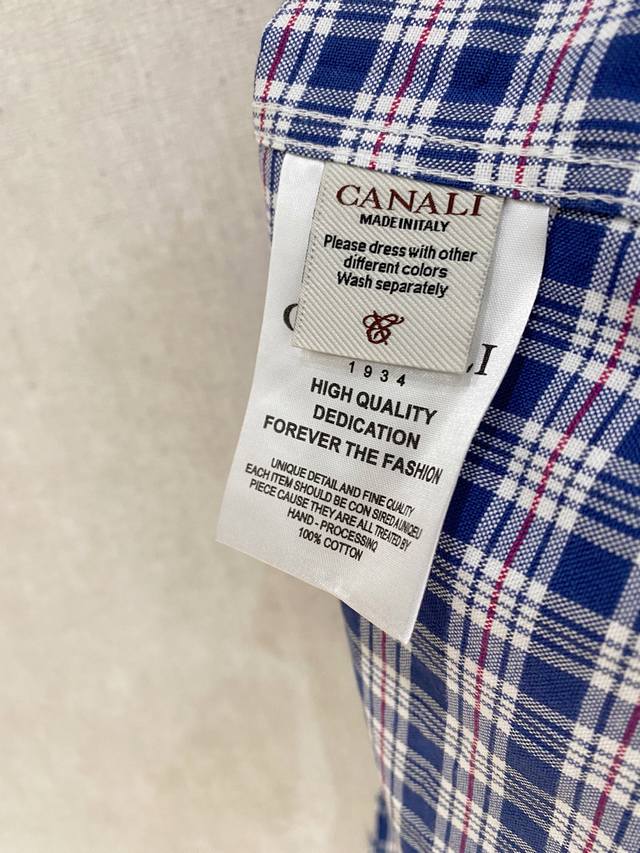 CANALI
MADE IN ITALY
Please dress with other
different colors
Wash separately
1934
HIGH QUALITY
DEDICATION
FOREVER THE FASHION
UNIQUE DETAIL AND FINE QUALITY
EACH ITEM SHOULD BE CON SIRED A UNIQEU
PIECE CAUSE THEY ARE ALL TREATED BY
HAND - PROCESSINQ
100% COTTON